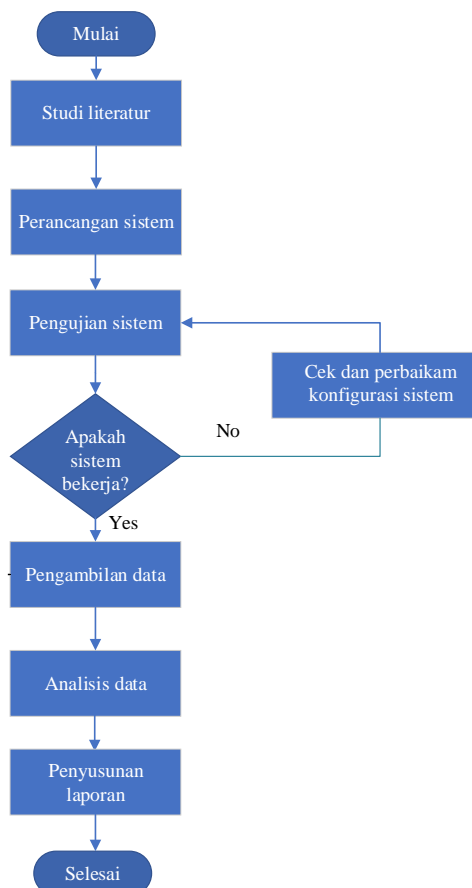 Mulai
Studi literatur
Perancangan sistem
Pengujian sistem
Cek dan perbaikam
konfigurasi sistem
No
Apakah
sistem
bekerja?
Yes
Pengambilan data
Analisis data
Penyusunan
laporan
Selesai